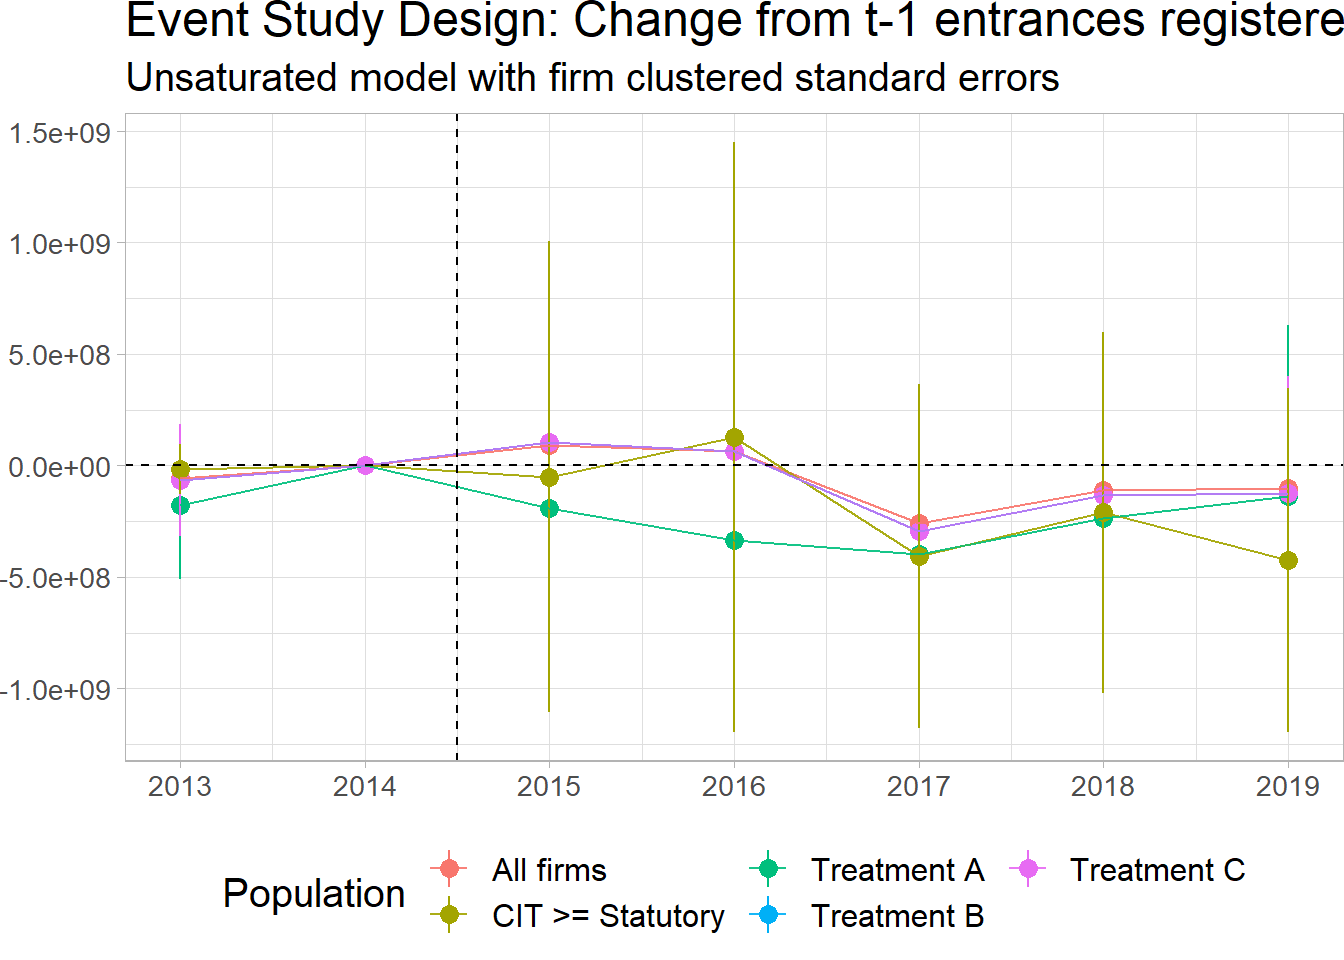 Event Study Design: Change from t-1 entrances registere
Unsaturated model with firm clustered standard errors
1.5e+09
1.0e+09
5.0e+08
0.0e+00
-5.0e+08
-1.0e+09
2013 2014 2015 2016 2017 2018 2019
Population
All firms Treatment A Treatment C
CIT >= Statutory Treatment B